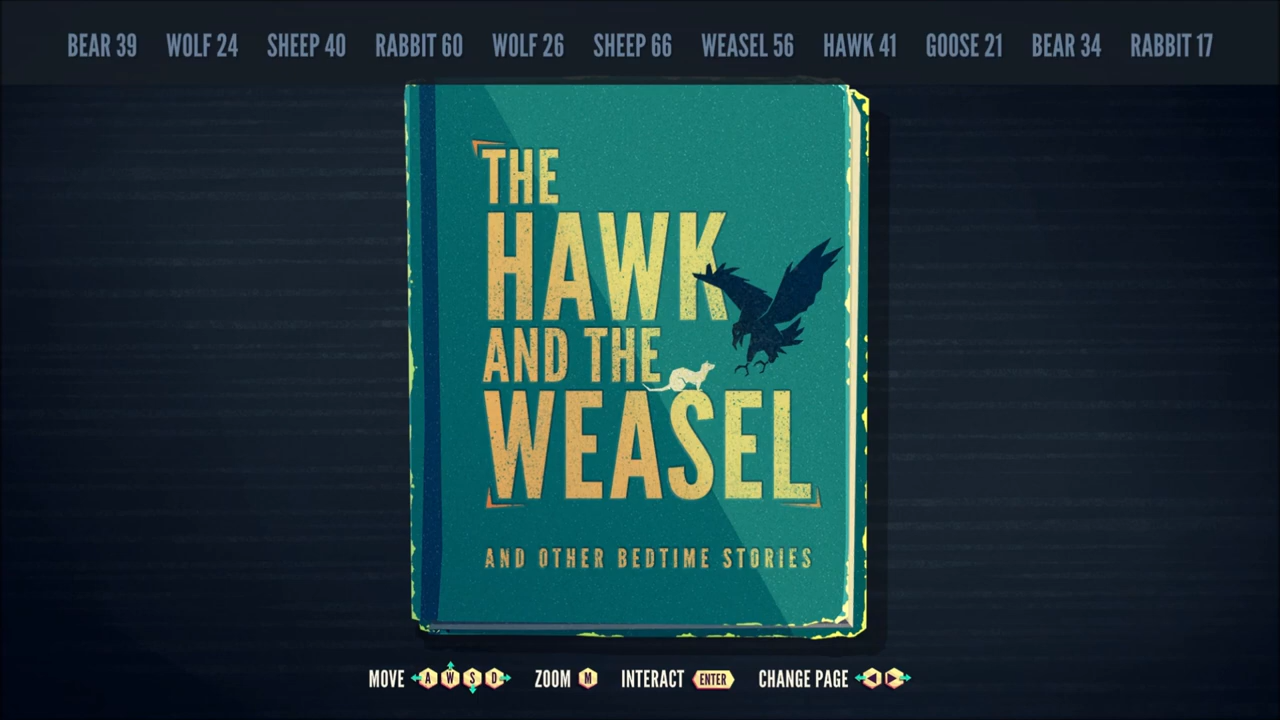 BEAR 39 WOLF 24 SHEEP 40 RABBIT 60 WOLF 26 SHEEP 66 WEASEL 56 HAWK 41 GOOSE 21 BEAR 34 RABBIT 17
THE
HAWK
AND THE
WEASEL
AND OTHER BEDTIME STORIES
MOVE A W S D ZOOM M INTERACT ENTER CHANGE PAGE